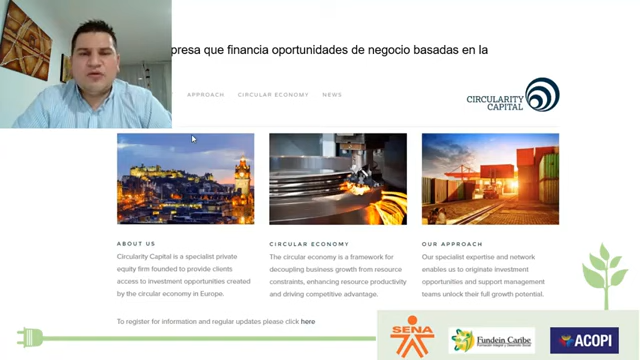 presa que financia oportunidades de negocio basadas en la
APPROACH CIRCULAR ECONOMY NEWS
CIRCULARITY
CAPITAL
ABOUT US
Circularity Capital is a specialist private
equity firm founded to provide clients
access to investment opportunities created
by the circular economy in Europe.
CIRCULAR ECONOMY
The circular economy is a framework for
decoupling business growth from resource
constraints, enhancing resource productivity
and driving competitive advantage.
OUR APPROACH
Our specialist expertise and network
enables us to originate investment
opportunities and support management
teams unlock their full growth potential.
To register for information and regular updates please click here
SENA
Fundein Caribe
Formación Integral y Desarrollo Social
ACOPI